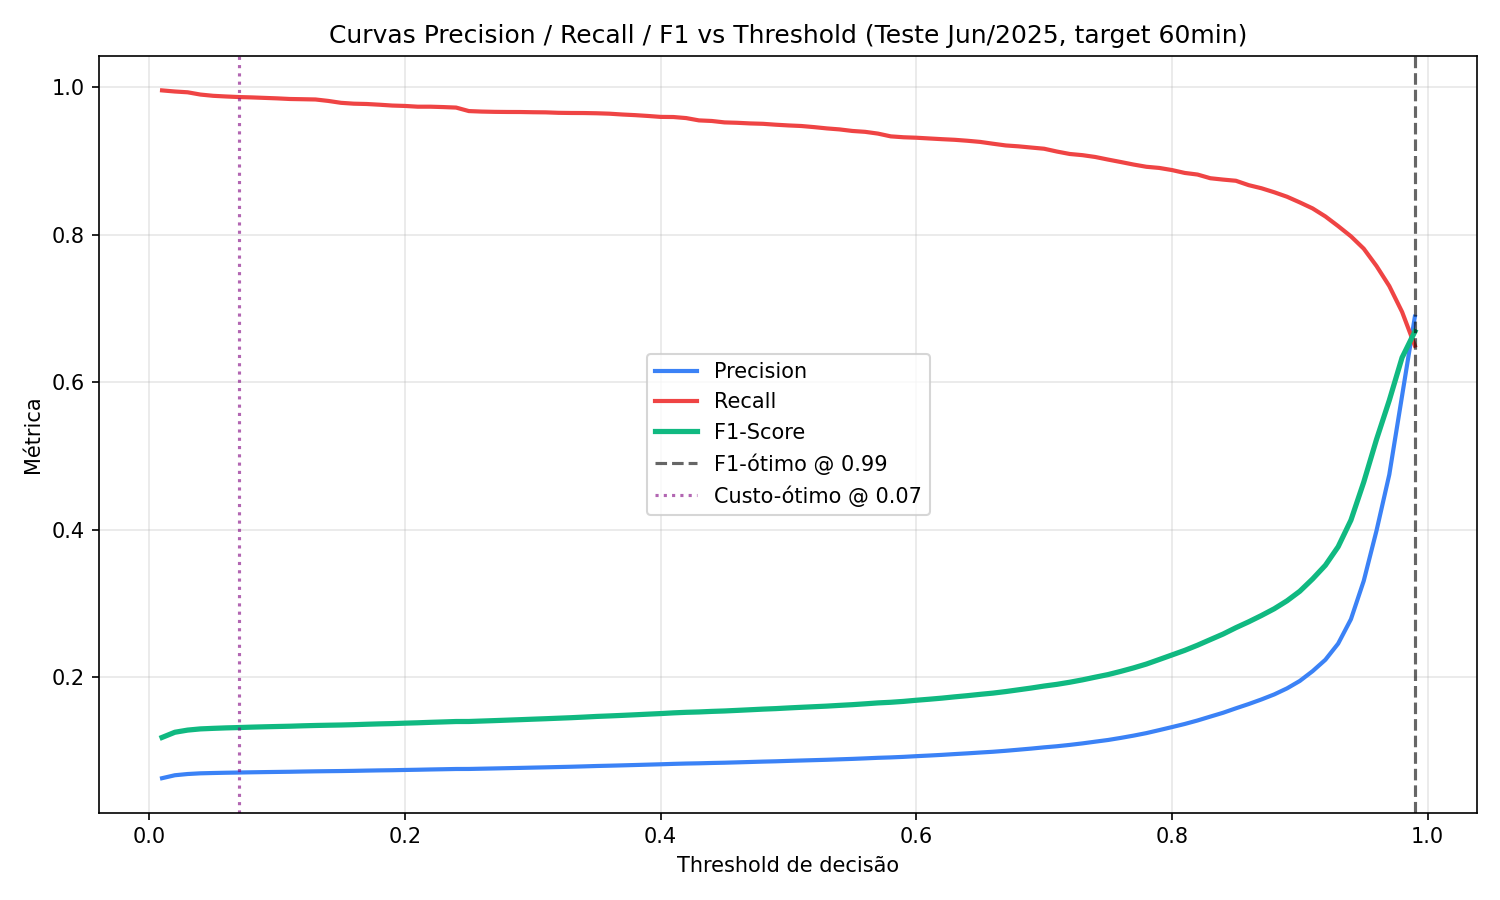 Curvas Precision / Recall / F1 vs Threshold (Teste Jun/2025, target 60min)
1.0
0.8
0.6
0.4
0.2
Métrica
Precision
Recall
F1-Score
F1-ótimo @ 0.99
Custo-ótimo @ 0.07
0.0 0.2 0.4 0.6 0.8 1.0
Threshold de decisão